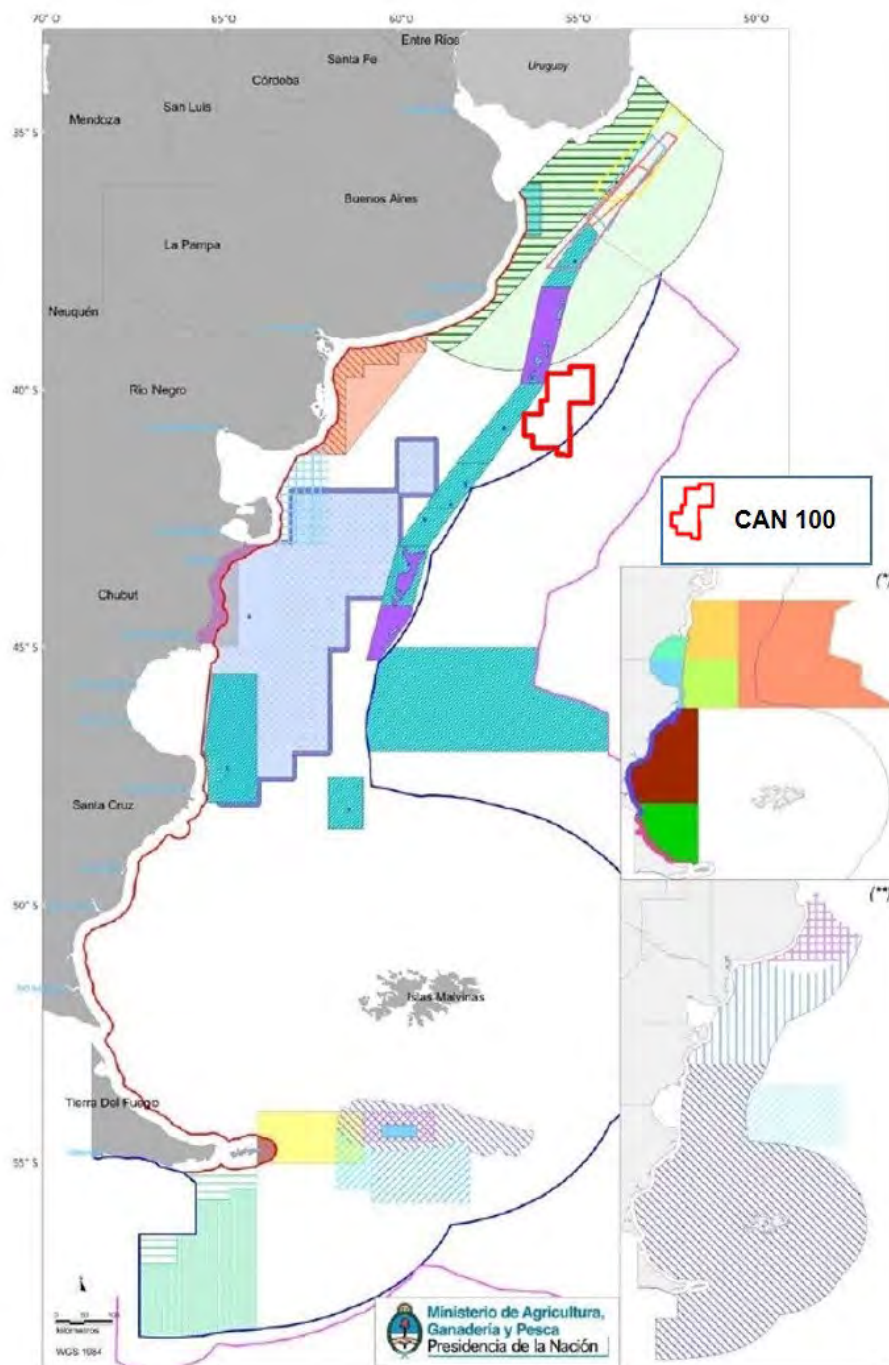 70° O
65° O
60° O
55° O
50° O
Entre Ríos
Santa Fe
Uruguay
Córdoba
San Luis
Mendoza
35° S
Buenos Aires
La Pampa
Neuquén
40° S
Río Negro
CAN 100
(*)
Chubut
45° S
Santa Cruz
(**)
50° S
Islas Malvinas
Tierra Del Fuego
55° S
kilómetros
WGS 1984
Ministerio de Agricultura,
Ganadería y Pesca
Presidencia de la Nación